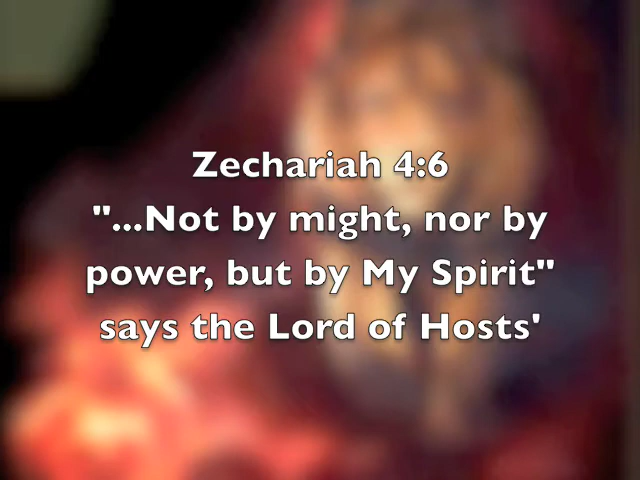 Zechariah 4:6
"...Not by might, nor by
power, but by My Spirit"
says the Lord of Hosts'